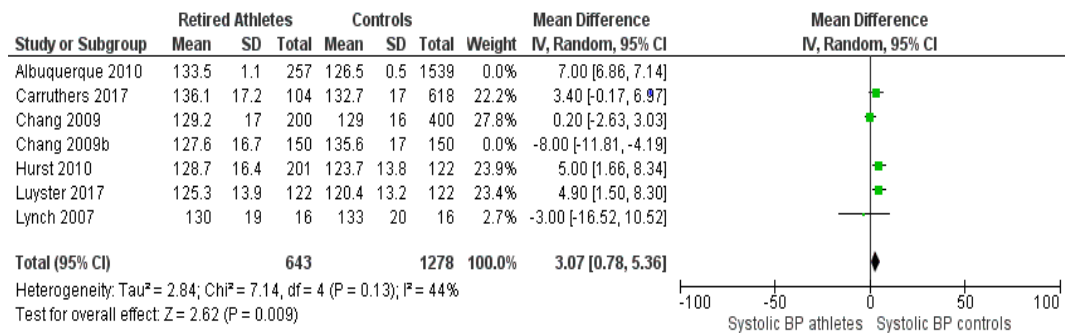 Retired Athletes Controls Mean Difference Mean Difference
Study or Subgroup Mean SD Total Mean SD Total Weight IV, Random, 95% CI IV, Random, 95% CI
Albuquerque 2010 133.5 1.1 257 126.5 0.5 1539 0.0% 7.00 [6.86, 7.14]
Carruthers 2017 136.1 17.2 104 132.7 17 618 22.2% 3.40 [-0.17, 6.97]
Chang 2009 129.2 17 200 129 16 400 27.8% 0.20 [-2.63, 3.03]
Chang 2009b 127.6 16.7 150 135.6 17 150 0.0% -8.00 [-11.81, -4.19]
Hurst 2010 128.7 16.4 201 123.7 13.8 122 23.9% 5.00 [1.66, 8.34]
Luyster 2017 125.3 13.9 122 120.4 13.2 122 23.4% 4.90 [1.50, 8.30]
Lynch 2007 130 19 16 133 20 16 2.7% -3.00 [-16.52, 10.52]
Total (95% CI) 643 1278 100.0% 3.07 [0.78, 5.36]
Heterogeneity: Tau² = 2.84; Chi² = 7.14, df = 4 (P = 0.13); I² = 44%
Test for overall effect: Z = 2.62 (P = 0.009)
-100 -50 0 50 100
Systolic BP athletes Systolic BP controls